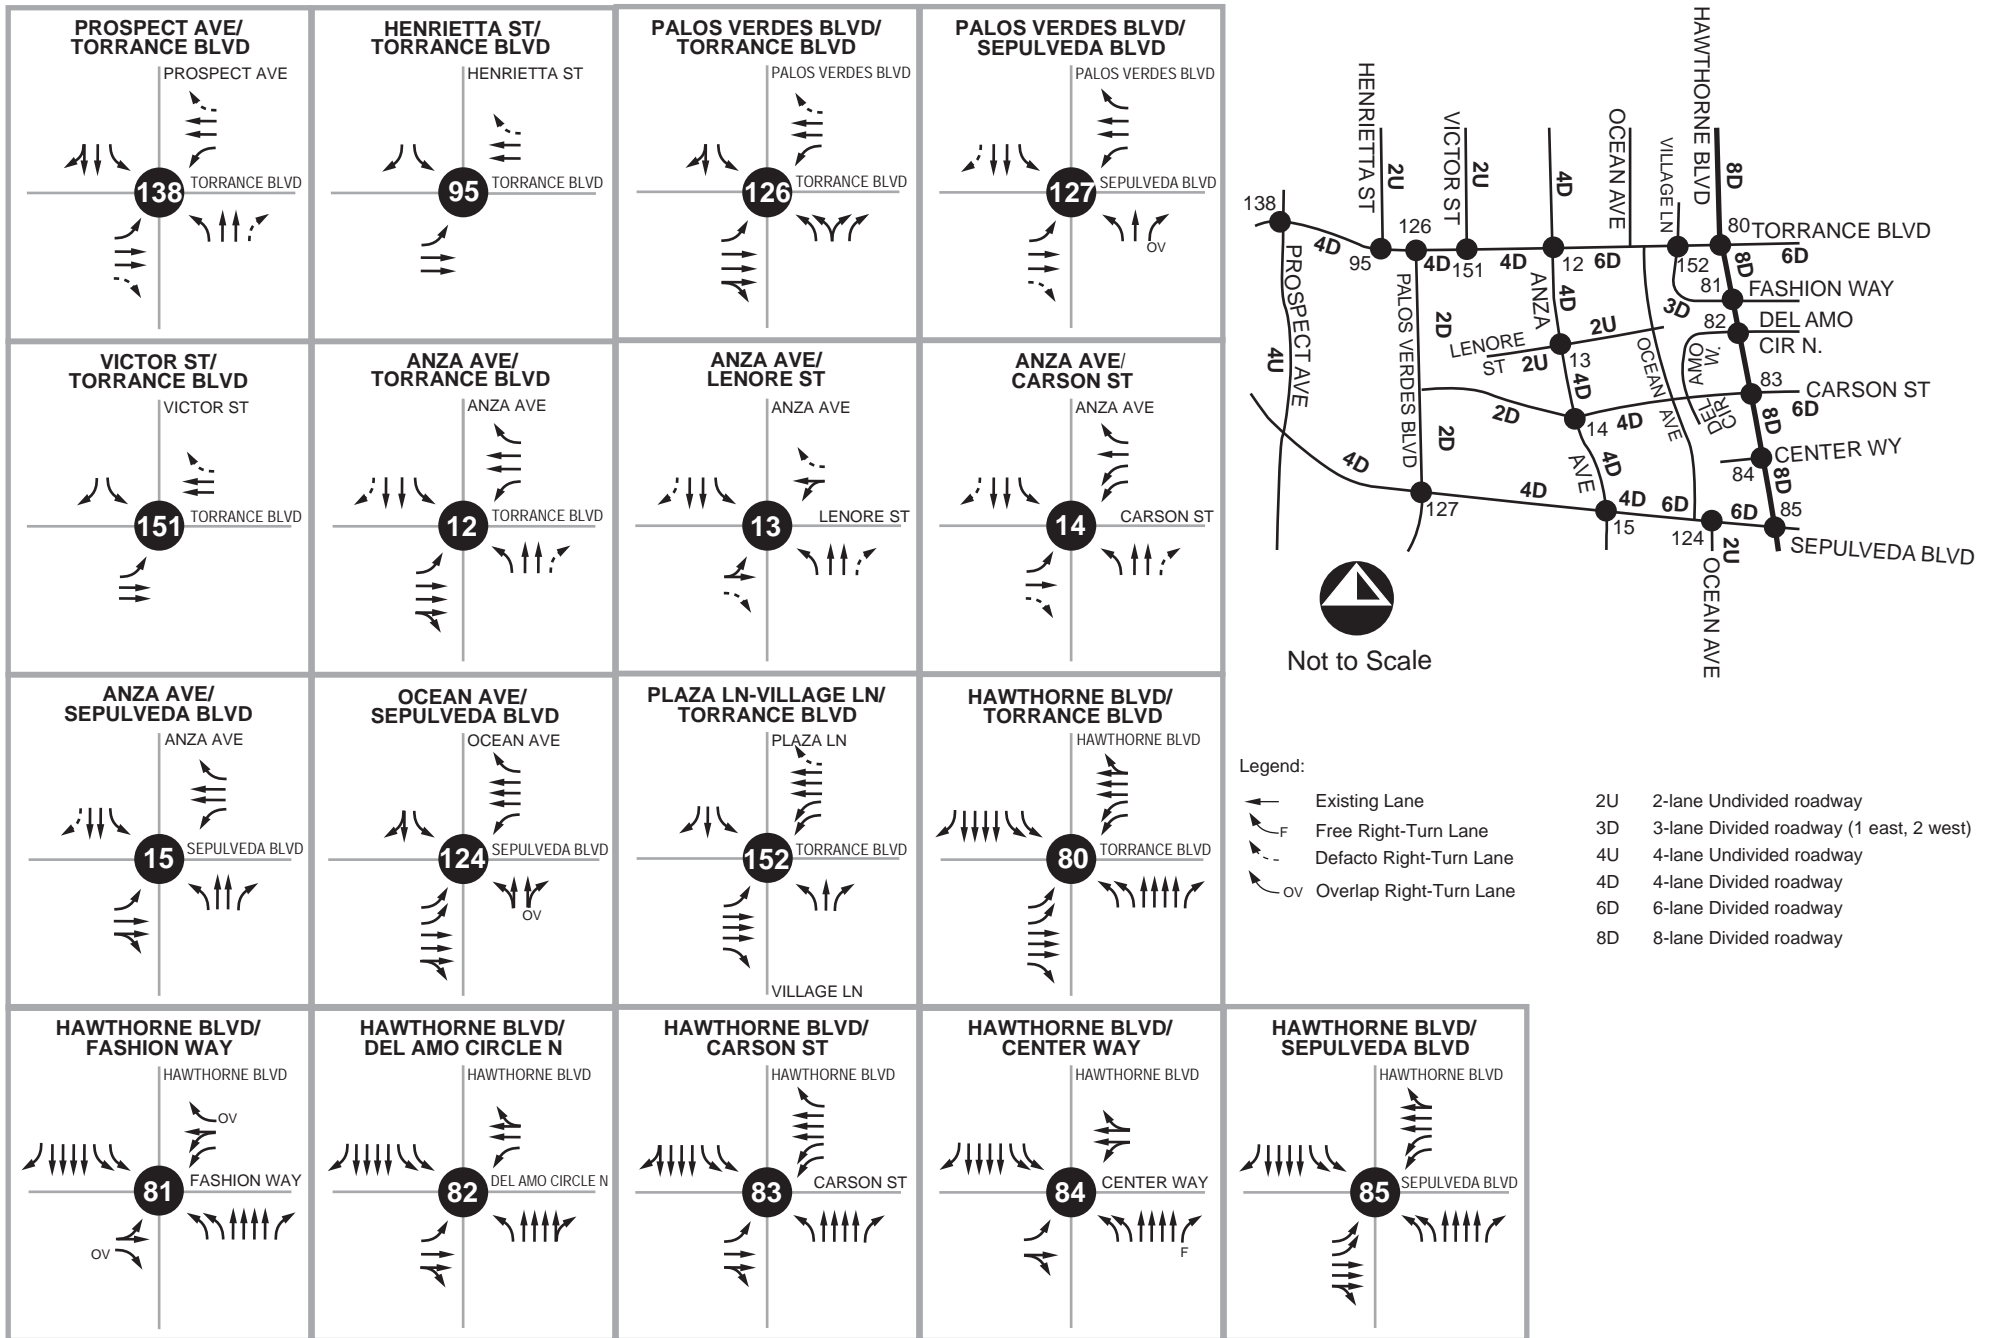 PROSPECT AVE/
TORRANCE BLVD
PROSPECT AVE
138
TORRANCE BLVD
HENRIETTA ST/
TORRANCE BLVD
HENRIETTA ST
95
TORRANCE BLVD
PALOS VERDES BLVD/
TORRANCE BLVD
PALOS VERDES BLVD
126
TORRANCE BLVD
PALOS VERDES BLVD/
SEPULVEDA BLVD
PALOS VERDES BLVD
127
SEPULVEDA BLVD
OV
VICTOR ST/
TORRANCE BLVD
VICTOR ST
151
TORRANCE BLVD
ANZA AVE/
TORRANCE BLVD
ANZA AVE
12
TORRANCE BLVD
ANZA AVE/
LENORE ST
ANZA AVE
13
LENORE ST
ANZA AVE/
CARSON ST
ANZA AVE
14
CARSON ST
ANZA AVE/
SEPULVEDA BLVD
ANZA AVE
15
SEPULVEDA BLVD
OCEAN AVE/
SEPULVEDA BLVD
OCEAN AVE
124
SEPULVEDA BLVD
OV
PLAZA LN-VILLAGE LN/
TORRANCE BLVD
PLAZA LN
152
TORRANCE BLVD
VILLAGE LN
HAWTHORNE BLVD/
TORRANCE BLVD
HAWTHORNE BLVD
80
TORRANCE BLVD
HAWTHORNE BLVD/
FASHION WAY
HAWTHORNE BLVD
OV
81
FASHION WAY
OV
HAWTHORNE BLVD/
DEL AMO CIRCLE N
HAWTHORNE BLVD
82
DEL AMO CIRCLE N
HAWTHORNE BLVD/
CARSON ST
HAWTHORNE BLVD
83
CARSON ST
HAWTHORNE BLVD/
CENTER WAY
HAWTHORNE BLVD
84
CENTER WAY
F
HAWTHORNE BLVD/
SEPULVEDA BLVD
HAWTHORNE BLVD
85
SEPULVEDA BLVD
HENRIETTA ST
2U
VICTOR ST
2U
4D
OCEAN AVE
VILLAGE LN
HAWTHORNE BLVD
8D
138
4D
95
126
4D
151
4D
12
6D
152
80
TORRANCE BLVD
6D
8D
81
FASHION WAY
3D
82
DEL AMO
CIR N.
PROSPECT AVE
4U
PALOS VERDES BLVD
2D
2D
ANZA
4D
LENORE
ST
2U
2U
13
4D
OCEAN AVE
DEL AMO
CIR W.
83
CARSON ST
6D
8D
2D
14
4D
AVE
4D
84
CENTER WY
8D
4D
127
4D
15
4D
6D
124
6D
85
SEPULVEDA BLVD
2U
OCEAN AVE
Not to Scale
Legend:
Existing Lane
F Free Right-Turn Lane
Defacto Right-Turn Lane
OV Overlap Right-Turn Lane
2U 2-lane Undivided roadway
3D 3-lane Divided roadway (1 east, 2 west)
4U 4-lane Undivided roadway
4D 4-lane Divided roadway
6D 6-lane Divided roadway
8D 8-lane Divided roadway